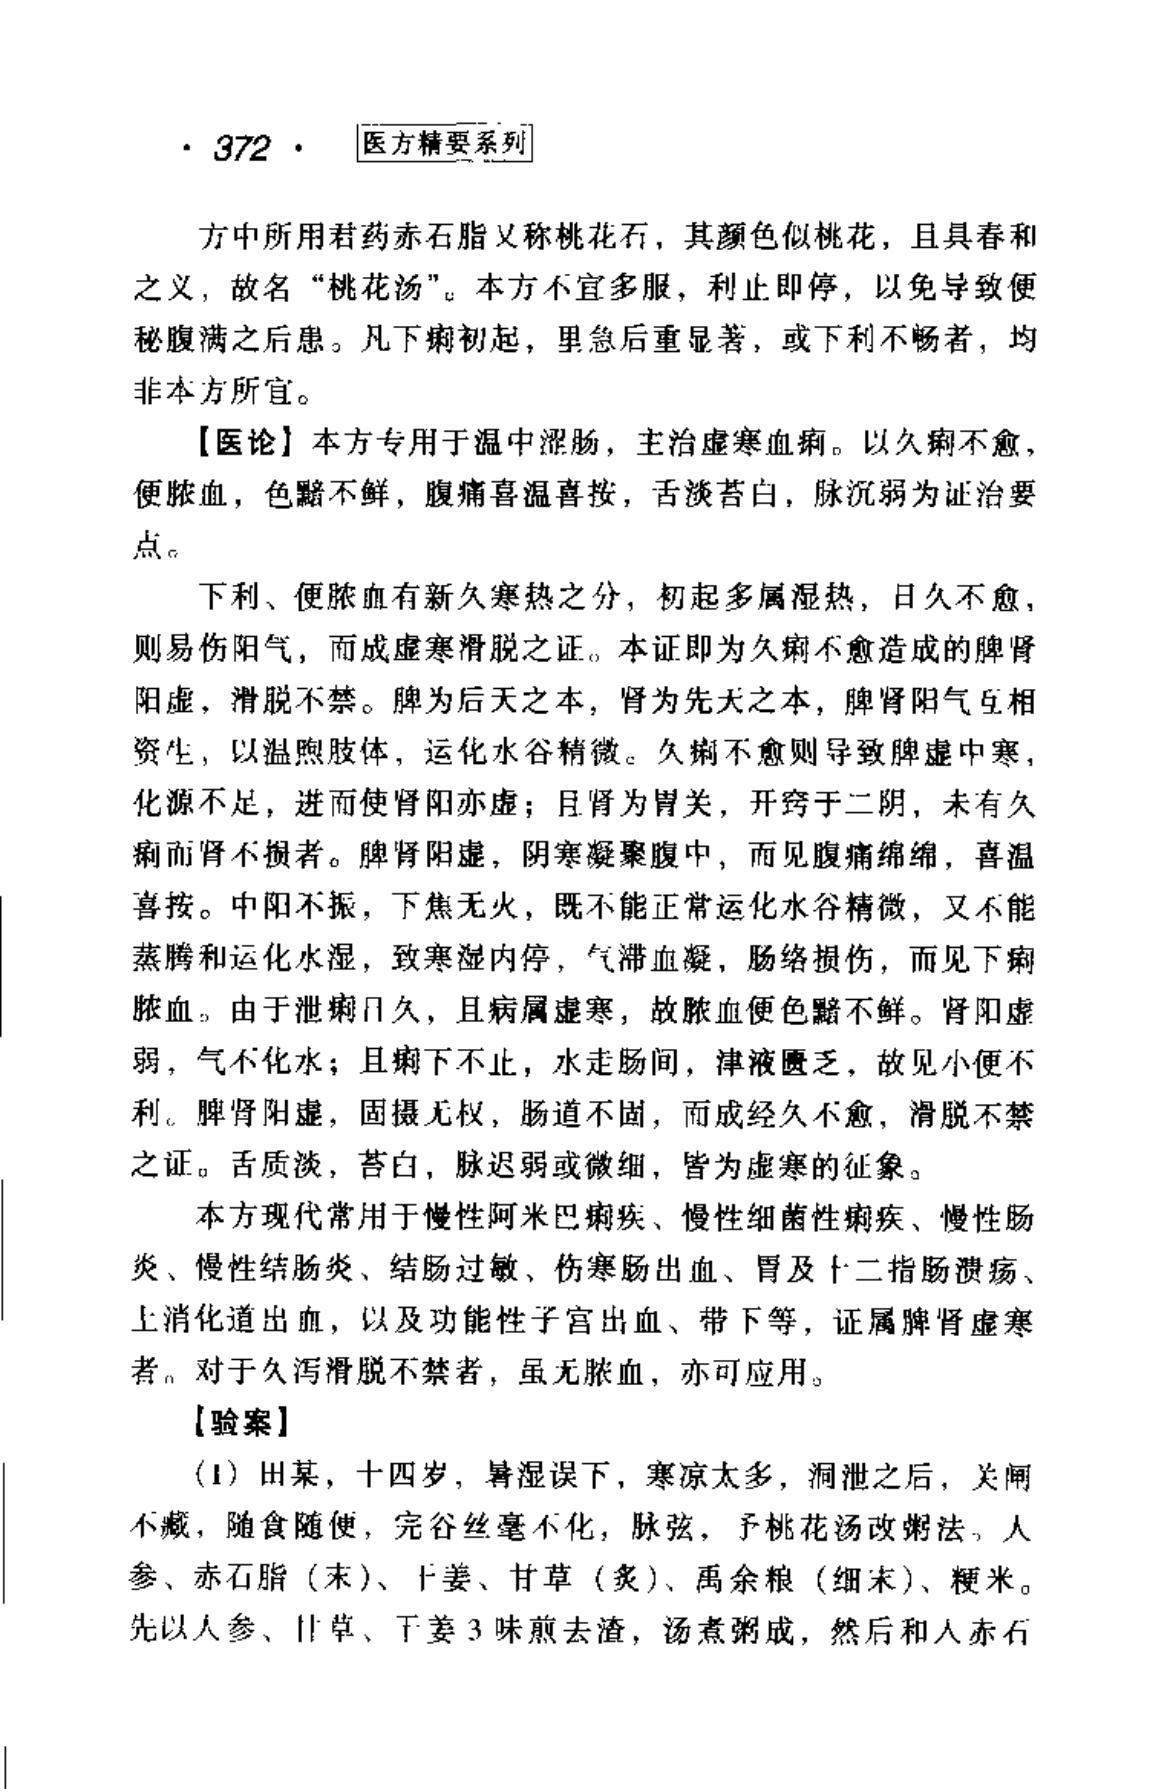 · 372 · 医方精要系列
方中所用君药赤石脂又称桃花石，其颜色似桃花，且具春和
之义，故名“桃花汤”。本方不宜多服，利止即停，以免导致便
秘腹满之后患。凡下痢初起，里急后重显著，或下利不畅者，均
非本方所宜。
【医论】本方专用于温中涩肠，主治虚寒血痢。以久痢不愈，
便脓血，色黯不鲜，腹痛喜温喜按，舌淡苔白，脉沉弱为证治要
点。
下利、便脓血有新久寒热之分，初起多属湿热，日久不愈，
则易伤阳气，而成虚寒滑脱之证。本证即为久痢不愈造成的脾肾
阳虚，滑脱不禁。脾为后天之本，肾为先天之本，脾肾阳气互相
资生，以温煦肢体，运化水谷精微。久痢不愈则导致脾虚中寒，
化源不足，进而使肾阳亦虚；且肾为胃关，开窍于二阴，未有久
痢而肾不损者。脾肾阳虚，阴寒凝聚腹中，而见腹痛绵绵，喜温
喜按。中阳不振，下焦无火，既不能正常运化水谷精微，又不能
蒸腾和运化水湿，致寒湿内停，气滞血凝，肠络损伤，而见下痢
脓血。由于泄痢日久，且病属虚寒，故脓血便色黯不鲜。肾阳虚
弱，气不化水；且痢下不止，水走肠间，津液匮乏，故见小便不
利。脾肾阳虚，固摄无权，肠道不固，而成经久不愈，滑脱不禁
之证。舌质淡，苔白，脉迟弱或微细，皆为虚寒的征象。
本方现代常用于慢性阿米巴痢疾、慢性细菌性痢疾、慢性肠
炎、慢性结肠炎、结肠过敏、伤寒肠出血、胃及十二指肠溃疡、
上消化道出血，以及功能性子宫出血、带下等，证属脾肾虚寒
者。对于久泻滑脱不禁者，虽无脓血，亦可应用。
【验案】
（1）田某，十四岁，暑湿误下，寒凉太多，洞泄之后，关闸
不藏，随食随便，完谷丝毫不化，脉弦，予桃花汤改粥法。人
参、赤石脂（末）、干姜、甘草（炙）、禹余粮（细末）、粳米。
先以人参、甘草、干姜 3 味煎去渣，汤煮粥成，然后和入赤石